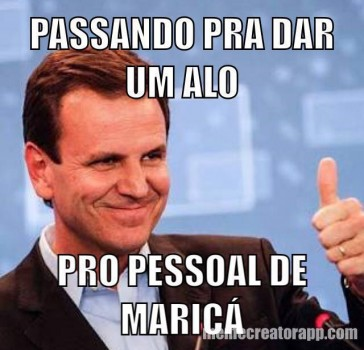 PASSANDO PRA DAR
UM ALO
PRO PESSOAL DE
MARICÁ
memecreatorapp.com